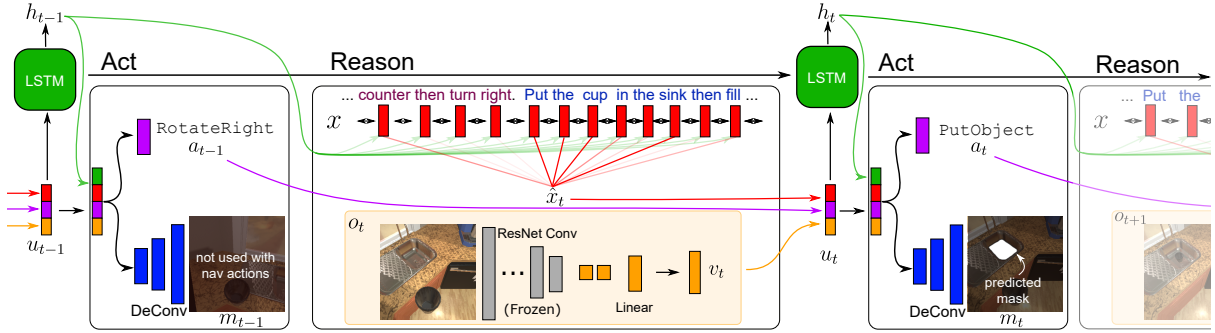 h_{t-1}
LSTM
u_{t-1}
Act
RotateRight
a_{t-1}
DeConv
not used with
nav actions
m_{t-1}
Reason
... counter then turn right. Put the cup in the sink then fill ...
x
x̂_t
o_t
ResNet Conv
...
(Frozen)
Linear
v_t
h_t
LSTM
u_t
Act
PutObject
a_t
DeConv
predicted
mask
m_t
Reason
... Put the
x
o_{t+1}